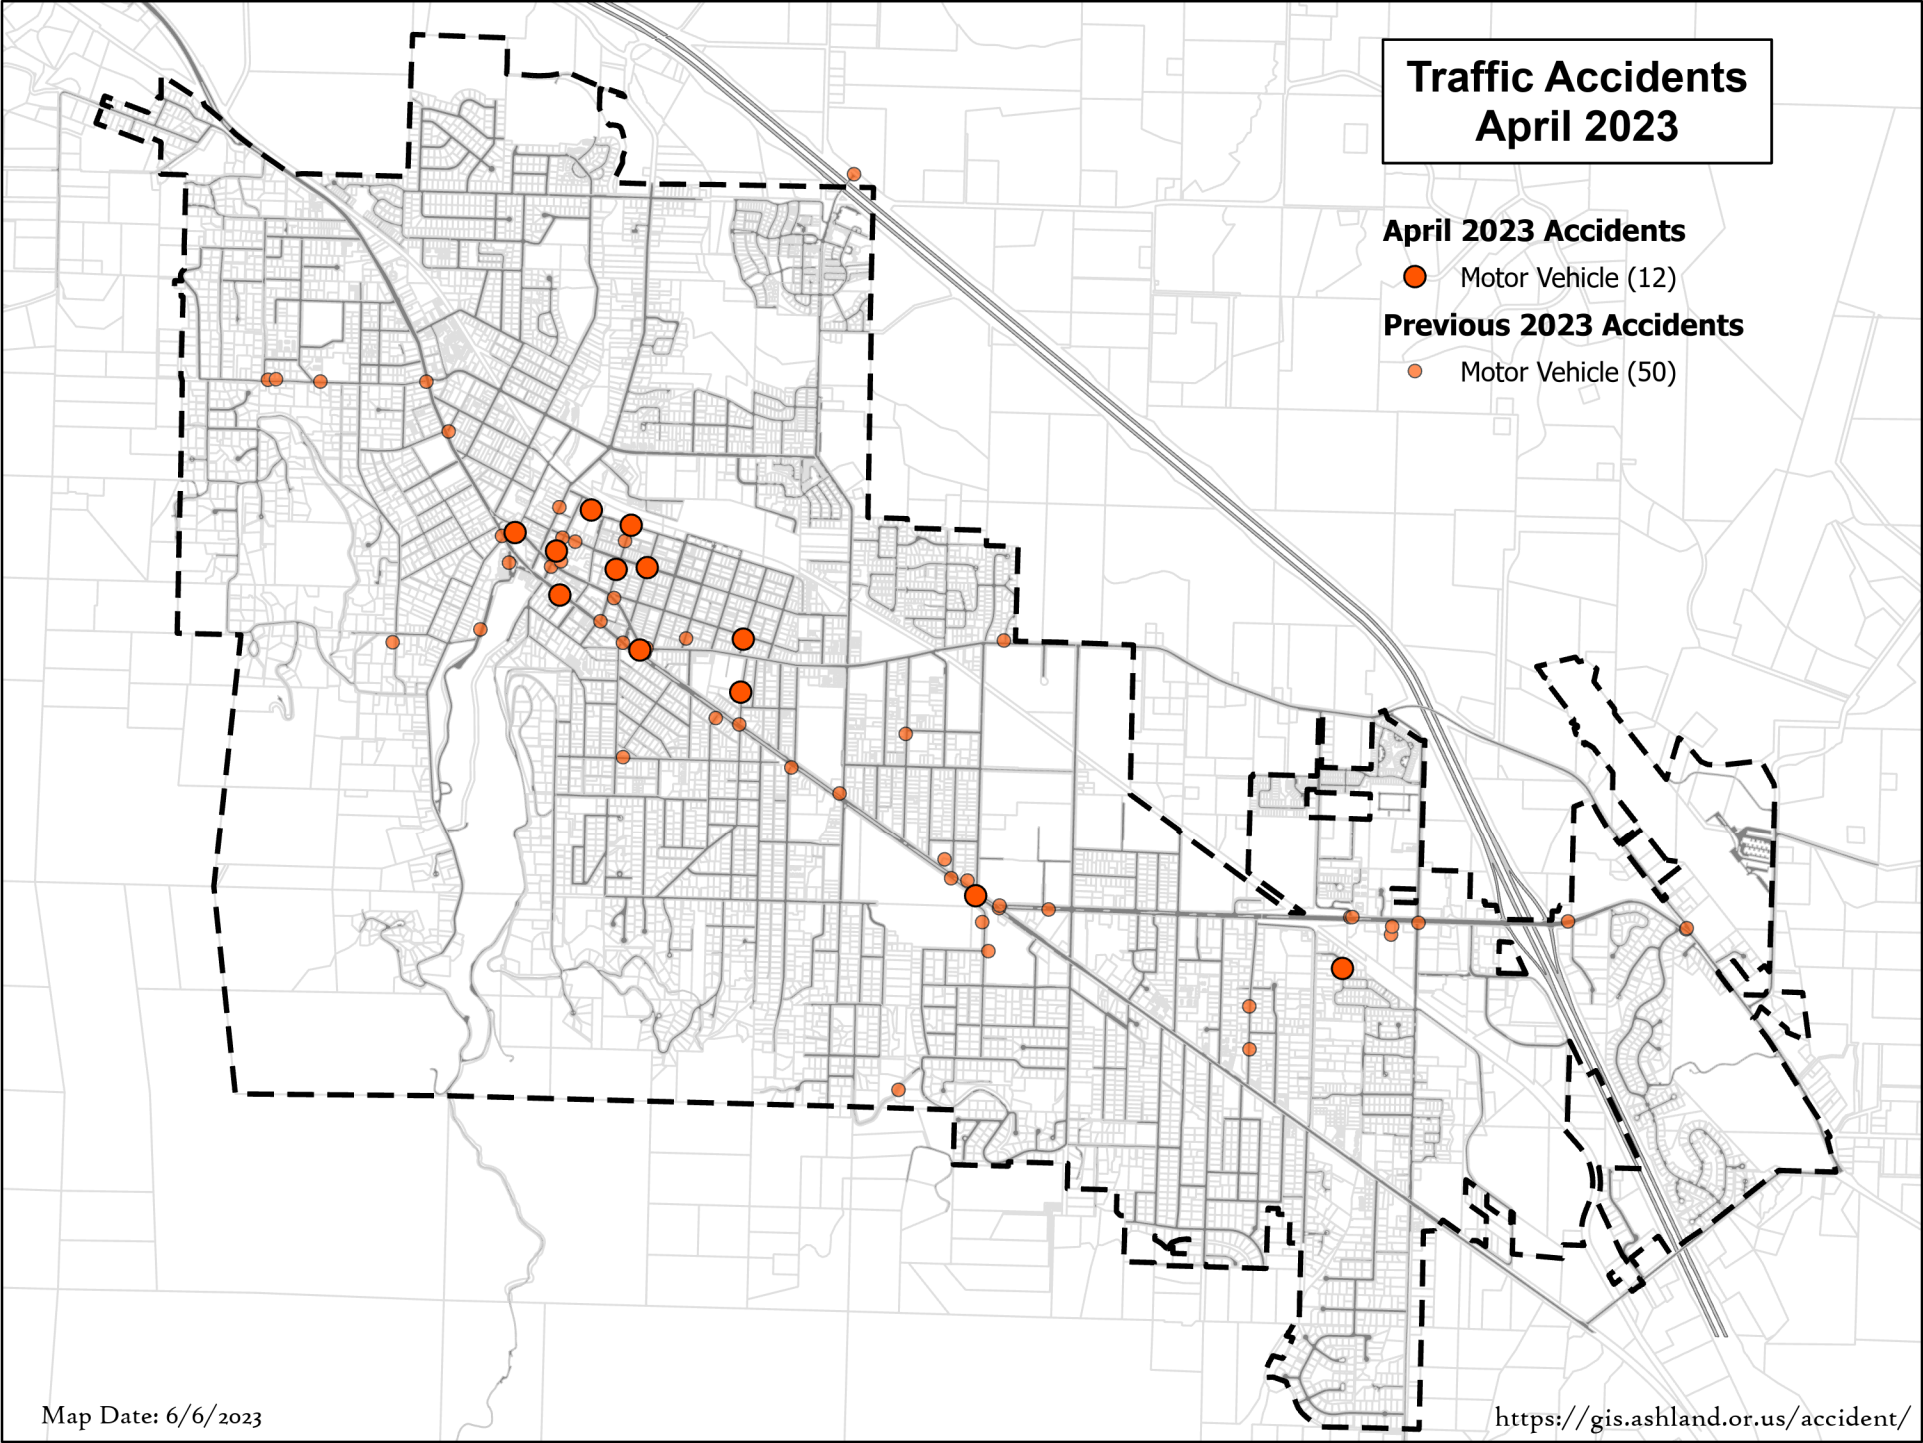 Traffic Accidents
April 2023
April 2023 Accidents
Motor Vehicle (12)
Previous 2023 Accidents
Motor Vehicle (50)
Map Date: 6/6/2023
https://gis.ashland.or.us/accident/